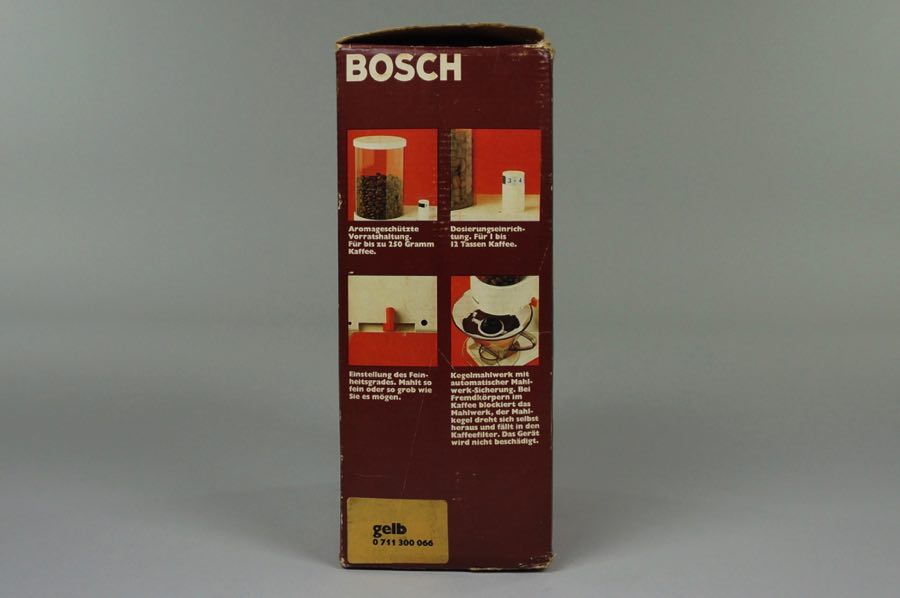 BOSCH
3 · 4
Aromageschützte
Vorratshaltung.
Für bis zu 250 Gramm
Kaffee.
Dosierungseinrich-
tung. Für 1 bis
12 Tassen Kaffee.
Einstellung des Fein-
heitsgrades. Mahlt so
fein oder so grob wie
Sie es mögen.
Kegelmahlwerk mit
automatischer Mahl-
werk-Sicherung. Bei
Fremdkörpern im
Kaffee blockiert das
Mahlwerk, der Mahl-
kegel dreht sich selbst
heraus und fällt in den
Kaffeefilter. Das Gerät
wird nicht beschädigt.
gelb
0 711 300 066